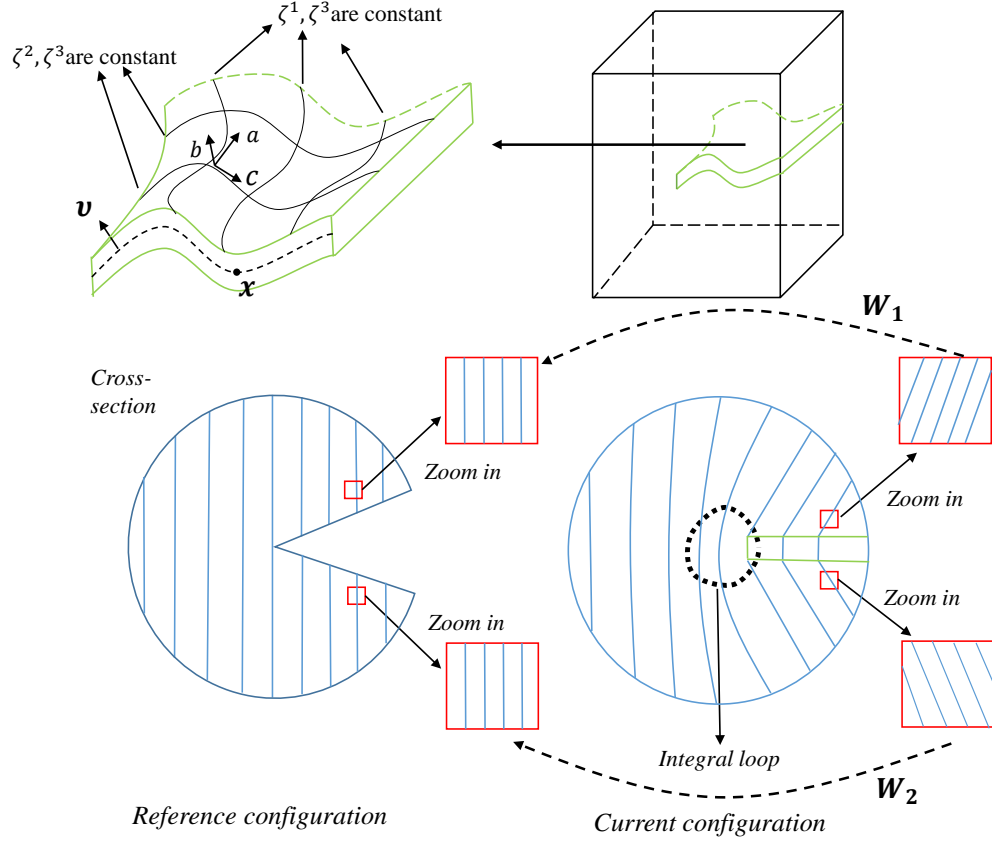 ζ¹, ζ³are constant
ζ², ζ³are constant
a
b
c
υ
x
W₁
Cross-
section
Zoom in
Zoom in
Zoom in
Zoom in
Integral loop
W₂
Reference configuration
Current configuration